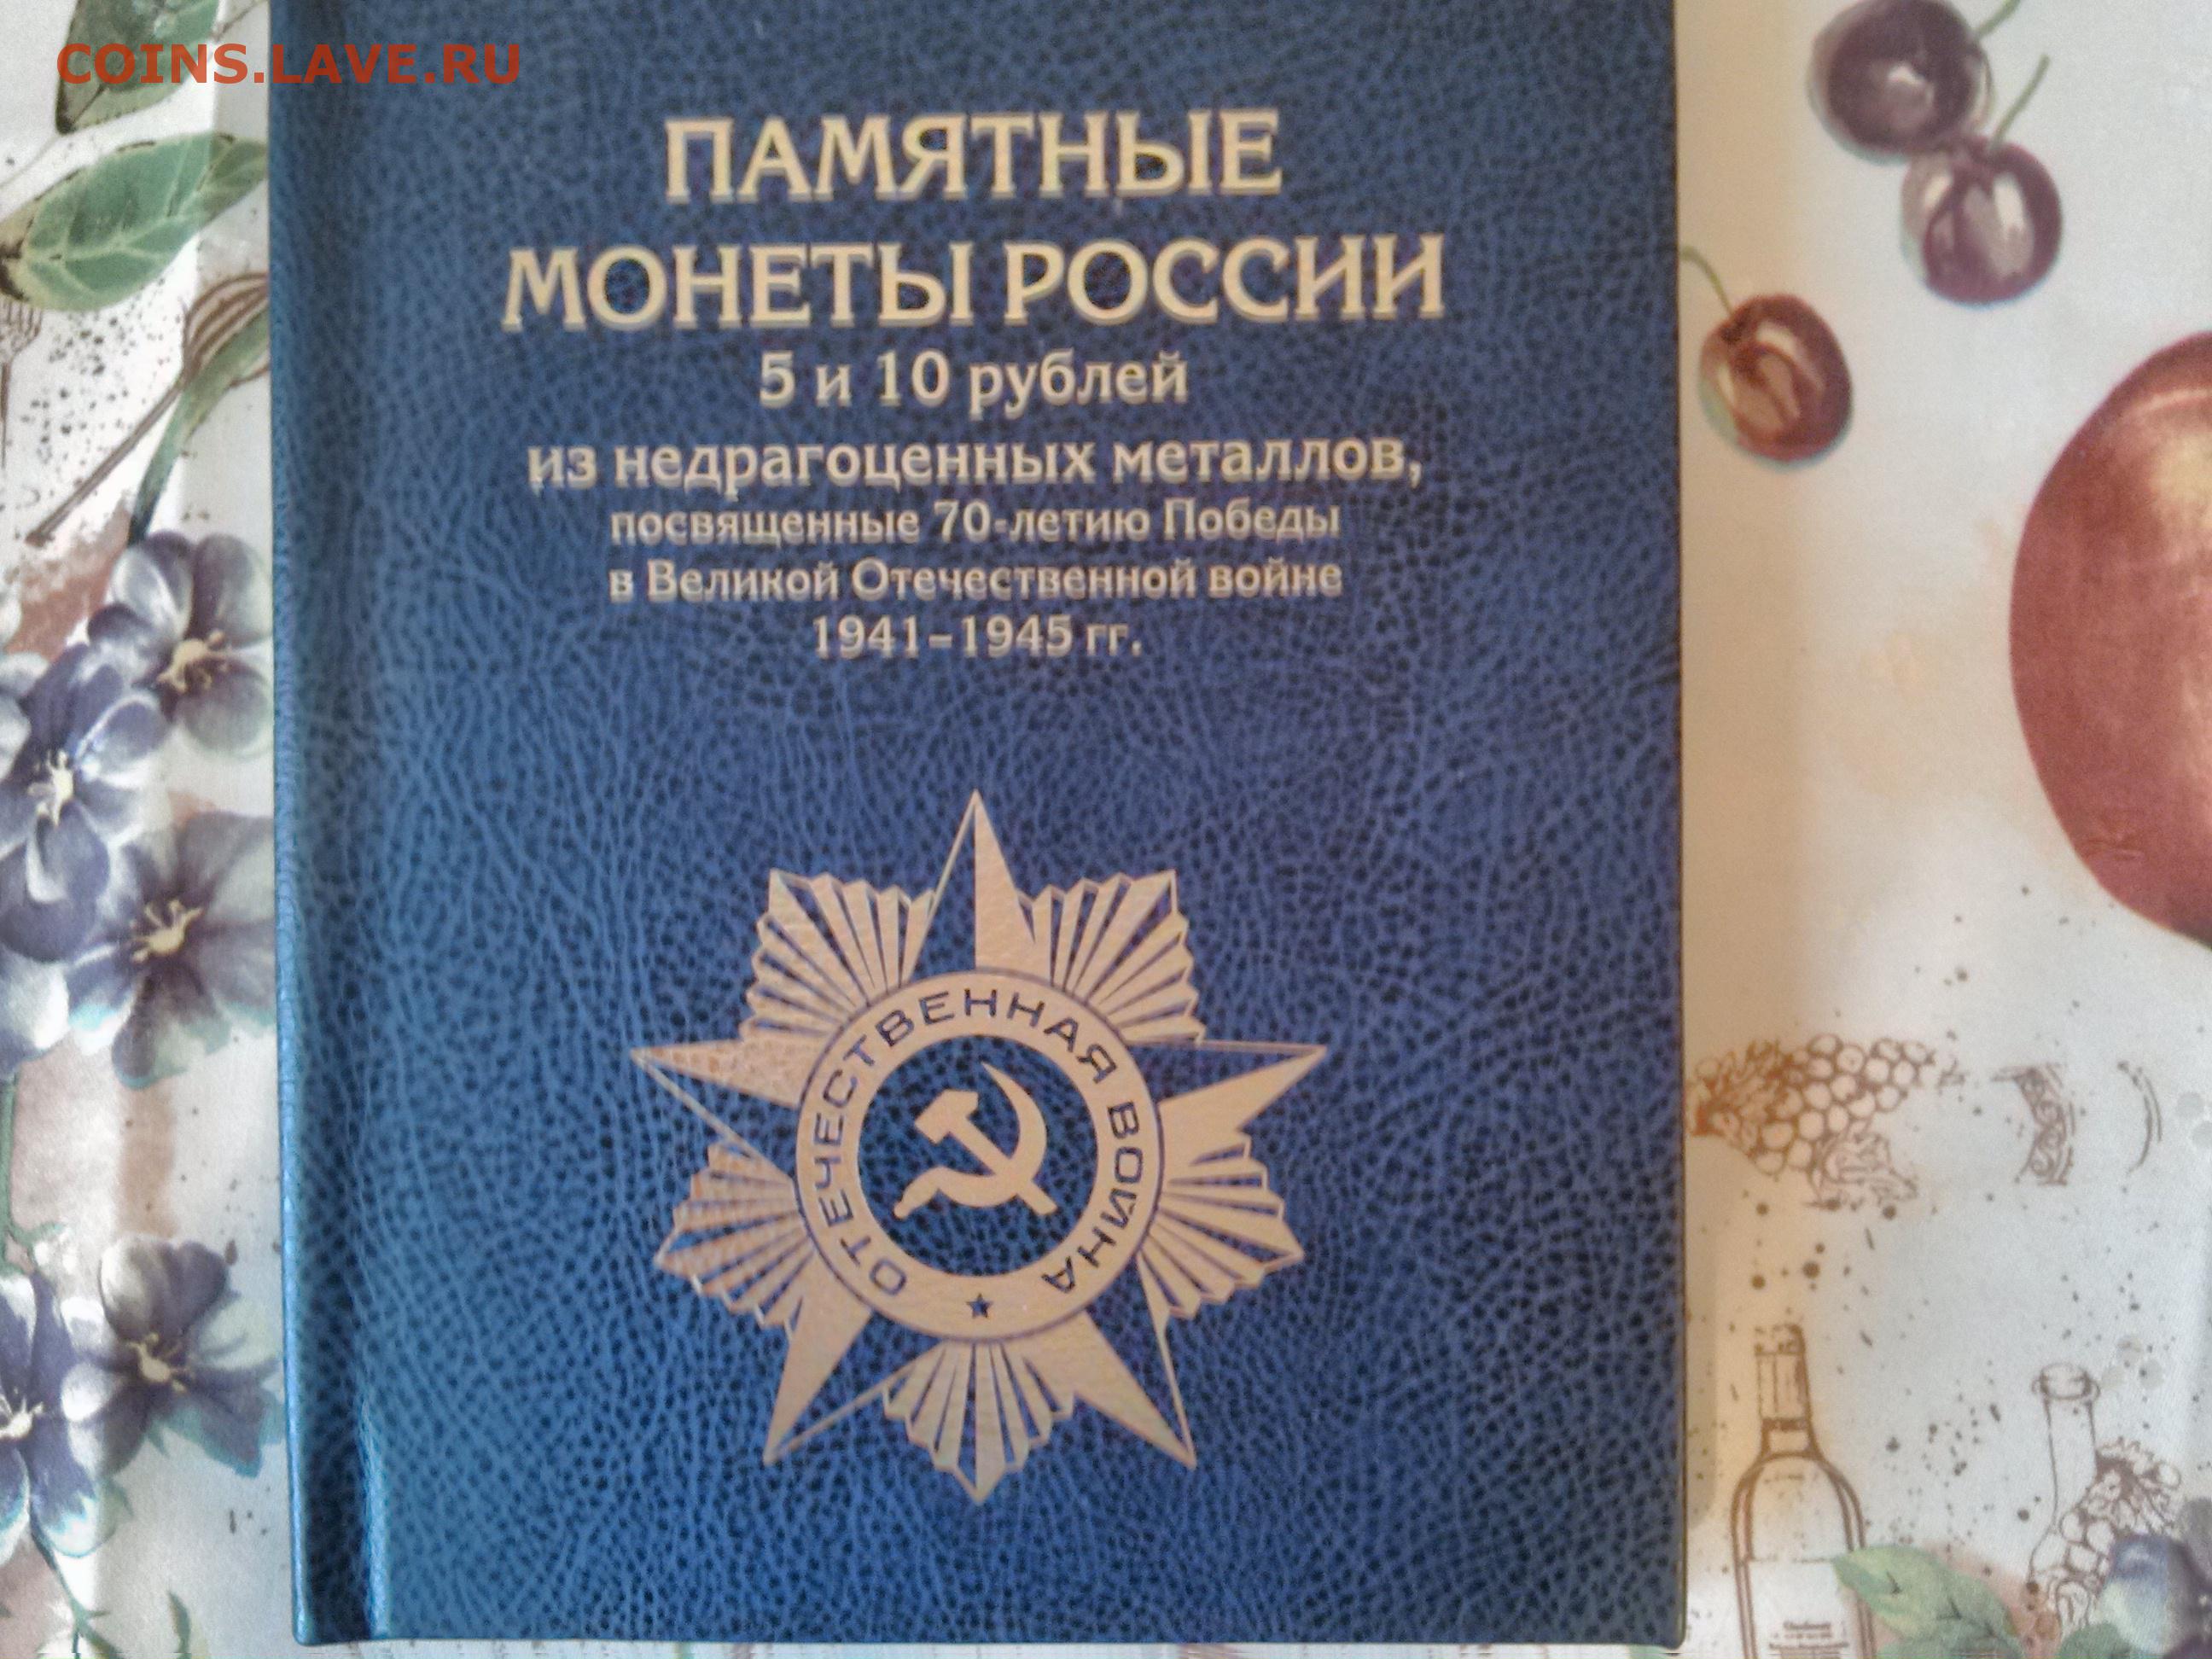 COINS.LAVE.RU
ПАМЯТНЫЕ
МОНЕТЫ РОССИИ
5 и 10 рублей
из недрагоценных металлов,
посвященные 70-летию Победы
в Великой Отечественной войне
1941–1945 гг.
ОТЕЧЕСТВЕННАЯ ВОЙНА